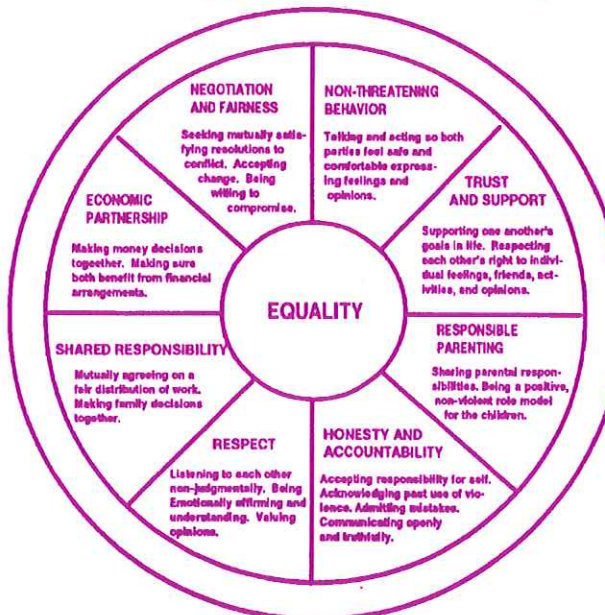 NEGOTIATION
AND FAIRNESS
Seeking mutually satis-
fying resolutions to
conflict. Accepting
change. Being
willing to
compromise.
NON-THREATENING
BEHAVIOR
Talking and acting so both
parties feel safe and
comfortable express-
ing feelings and
opinions.
TRUST
AND SUPPORT
Supporting one another's
goals in life. Respecting
each other's right to indivi-
dual feelings, friends, act-
ivities, and opinions.
RESPONSIBLE
PARENTING
Sharing parental respon-
sibilities. Being a positive,
non-violent role model
for the children.
HONESTY AND
ACCOUNTABILITY
Accepting responsibility for self.
Acknowledging past use of vio-
lence. Admitting mistakes.
Communicating openly
and truthfully.
RESPECT
Listening to each other
non-judgmentally. Being
Emotionally affirming and
understanding. Valuing
opinions.
SHARED RESPONSIBILITY
Mutually agreeing on a
fair distribution of work.
Making family decisions
together.
ECONOMIC
PARTNERSHIP
Making money decisions
together. Making sure
both benefit from financial
arrangements.
EQUALITY